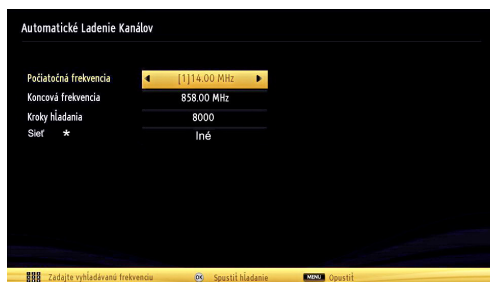 Automatické Ladenie Kanálov
Počiatočná frekvencia [1]14.00 MHz
Koncová frekvencia 858.00 MHz
Kroky hľadania 8000
Sieť * Iné
Zadajte vyhľadávanú frekvenciu OK Spustiť hľadanie MENU Opustiť